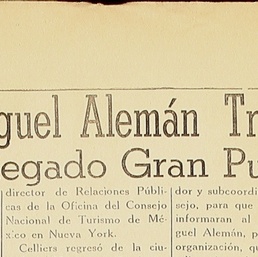 guel Alemán Tr
egado Gran Pu
director de Relaciones Públi-
cas de la Oficina del Consejo
Nacional de Turismo de Mé-
xico en Nueva York.
Celliers regresó de la ciu-
dor y subcoordi
sejo, para que
informaran al
guel Alemán, p
organización, q